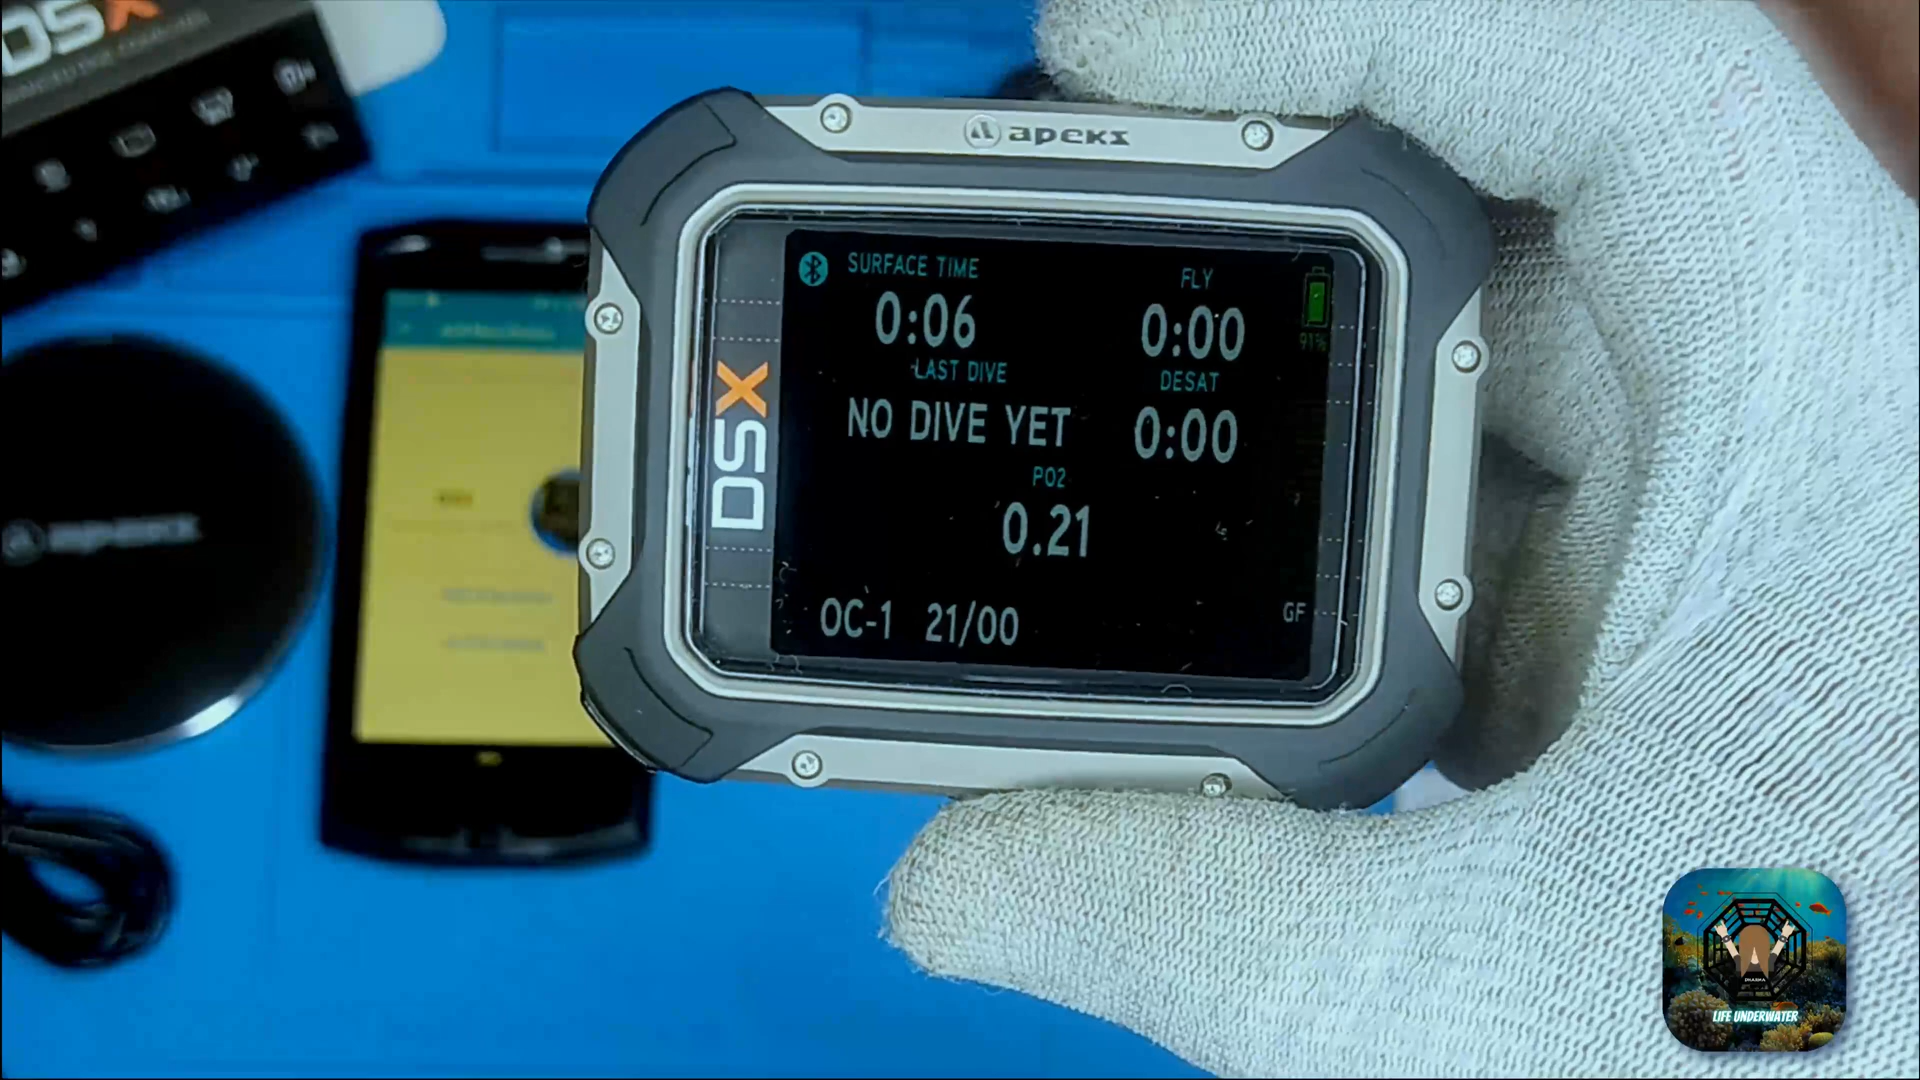 DSX
apeks
SURFACE TIME
FLY
0:06
0:00
91%
LAST DIVE
DESAT
NO DIVE YET
0:00
PO2
0.21
OC-1 21/00
GF
DSX
apeks
LIFE UNDERWATER